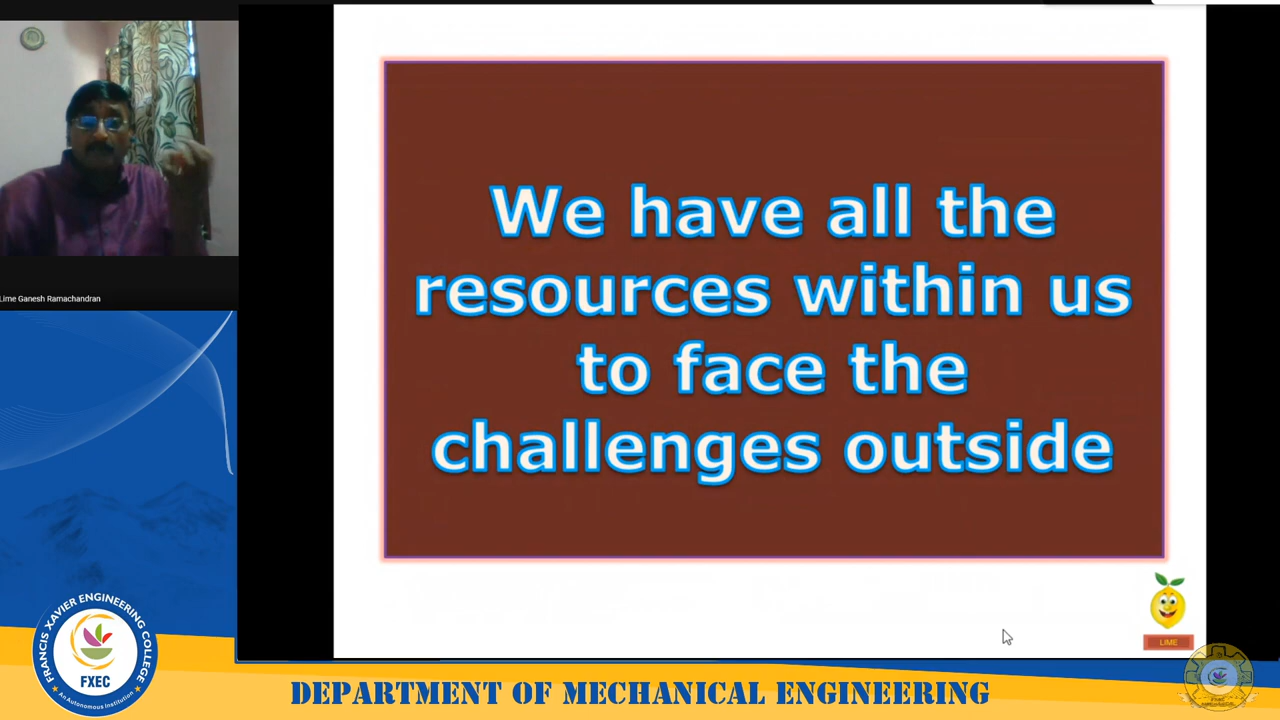 We have all the
resources within us
to face the
challenges outside
Lime Ganesh Ramachandran
LIME
FRANCIS XAVIER ENGINEERING COLLEGE
FXEC
An Autonomous Institution
DEPARTMENT OF MECHANICAL ENGINEERING